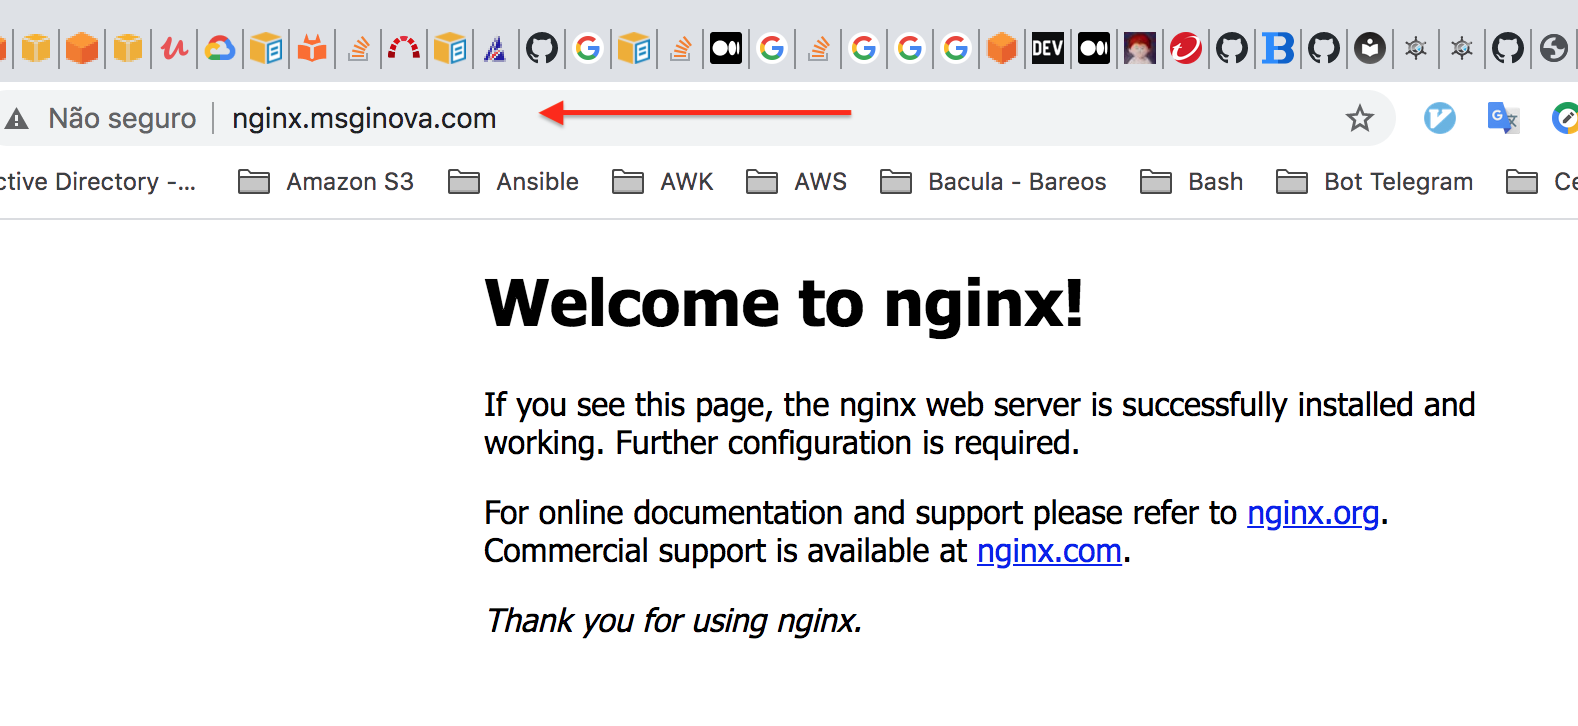 DEV
Não seguro nginx.msginova.com
ctive Directory -... Amazon S3 Ansible AWK AWS Bacula - Bareos Bash Bot Telegram Ce
Welcome to nginx!
If you see this page, the nginx web server is successfully installed and
working. Further configuration is required.
For online documentation and support please refer to nginx.org.
Commercial support is available at nginx.com.
Thank you for using nginx.